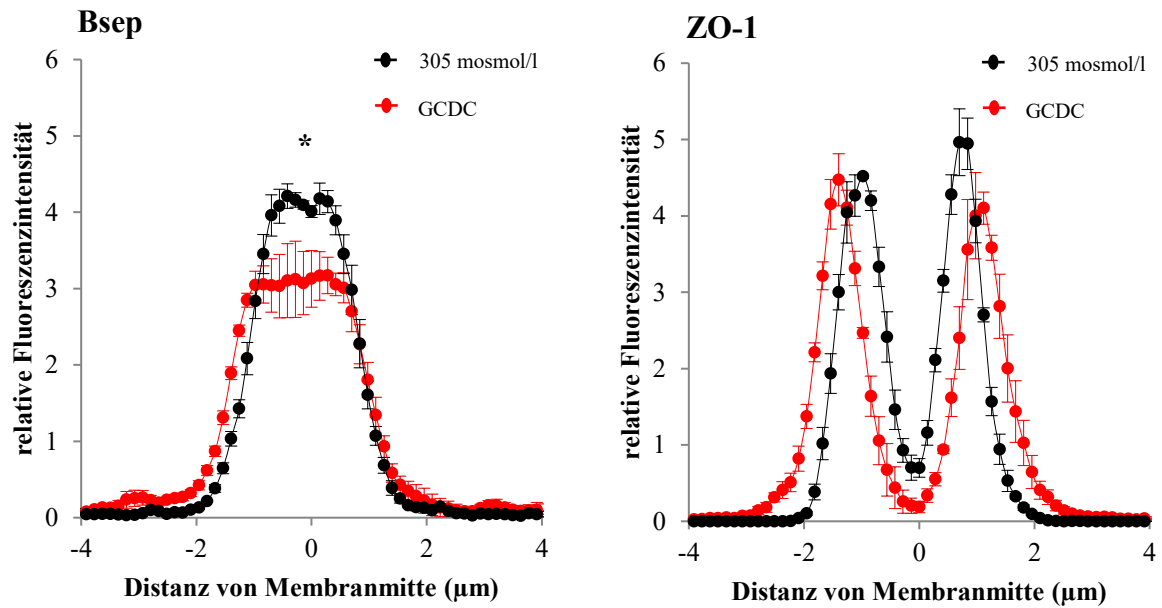 Bsep
305 mosmol/l
GCDC
*
relative Fluoreszenzintensität
6
5
4
3
2
1
0
-4
-2
0
2
4
Distanz von Membranmitte (µm)
ZO-1
305 mosmol/l
GCDC
relative Fluoreszenzintensität
6
5
4
3
2
1
0
-4
-2
0
2
4
Distanz von Membranmitte (µm)